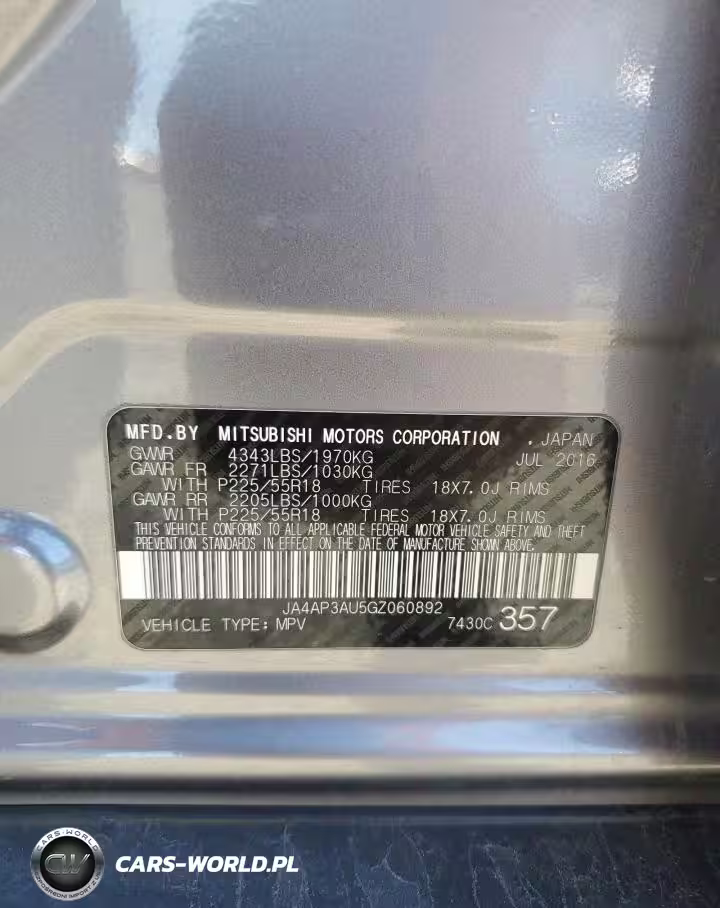 MFD.BY MITSUBISHI MOTORS CORPORATION . JAPAN
GVWR 4343LBS/1970KG JUL 2016
GAWR FR 2271LBS/1030KG
WITH P225/55R18 TIRES 18X7.0J RIMS
GAWR RR 2205LBS/1000KG
WITH P225/55R18 TIRES 18X7.0J RIMS
THIS VEHICLE CONFORMS TO ALL APPLICABLE FEDERAL MOTOR VEHICLE SAFETY AND THEFT
PREVENTION STANDARDS IN EFFECT ON THE DATE OF MANUFACTURE SHOWN ABOVE.
JA4AP3AU5GZ060892
VEHICLE TYPE: MPV 7430C 357
CARS-WORLD
CW
CARS-WORLD.PL